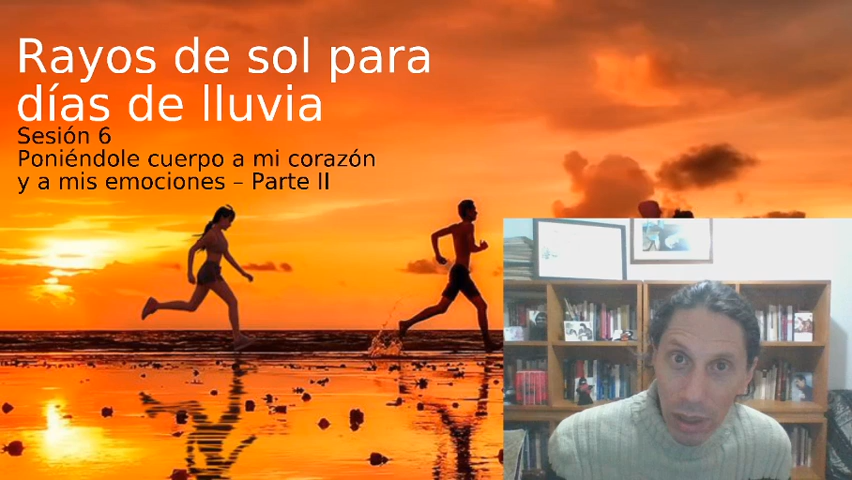 Rayos de sol para
días de lluvia
Sesión 6
Poniéndole cuerpo a mi corazón
y a mis emociones – Parte II